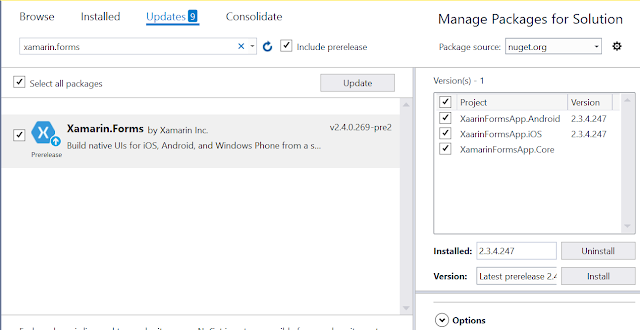 Browse Installed Updates 9 Consolidate
Manage Packages for Solution
xamarin.forms
Include prerelease
Package source: nuget.org
Select all packages
Update
Version(s) - 1
Project Version
XaarinFormsApp.Android 2.3.4.247
XaarinFormsApp.iOS 2.3.4.247
XamarinFormsApp.Core
Xamarin.Forms by Xamarin Inc.
v2.4.0.269-pre2
Prerelease
Build native UIs for iOS, Android, and Windows Phone from a s...
Installed: 2.3.4.247 Uninstall
Version: Latest prerelease 2.4 Install
Options